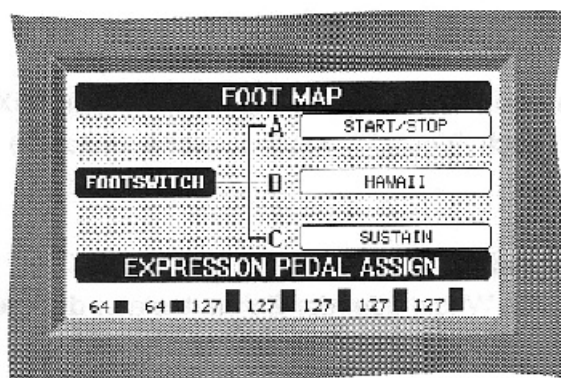 FOOT MAP
A START/STOP
FOOTSWITCH B HAWAII
C SUSTAIN
EXPRESSION PEDAL ASSIGN
64 64 127 127 127 127 127